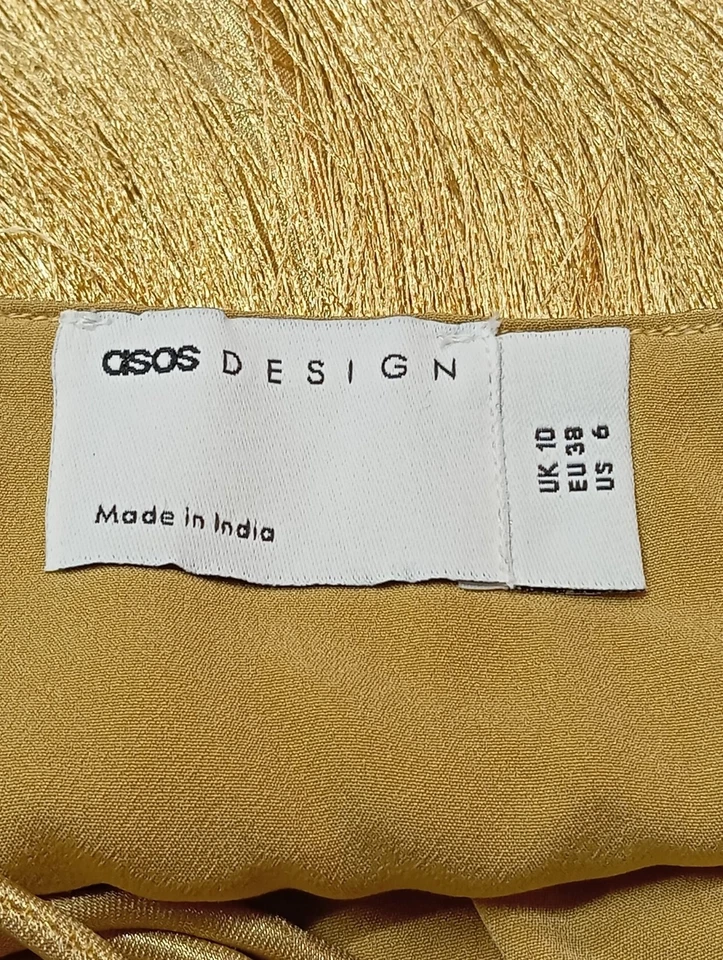 asos DESIGN
Made in India
UK 10
EU 38
US 6